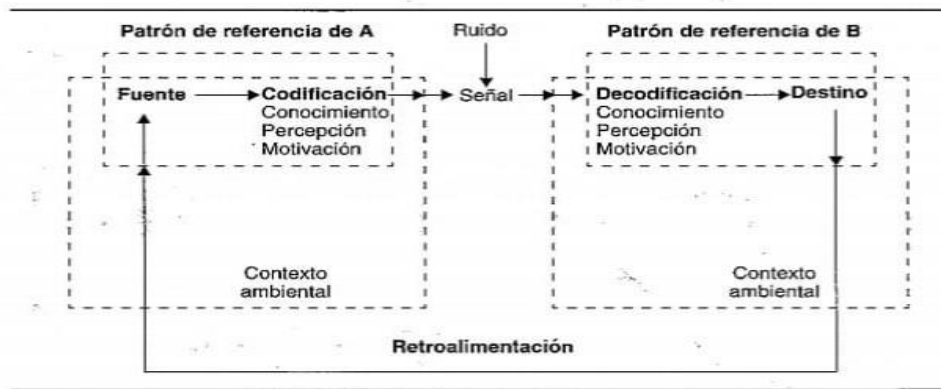 Patrón de referencia de A
Ruido
Patrón de referencia de B
Fuente
Codificación
Conocimiento
Percepción
Motivación
Señal
Decodificación
Conocimiento
Percepción
Motivación
Destino
Contexto
ambiental
Contexto
ambiental
Retroalimentación